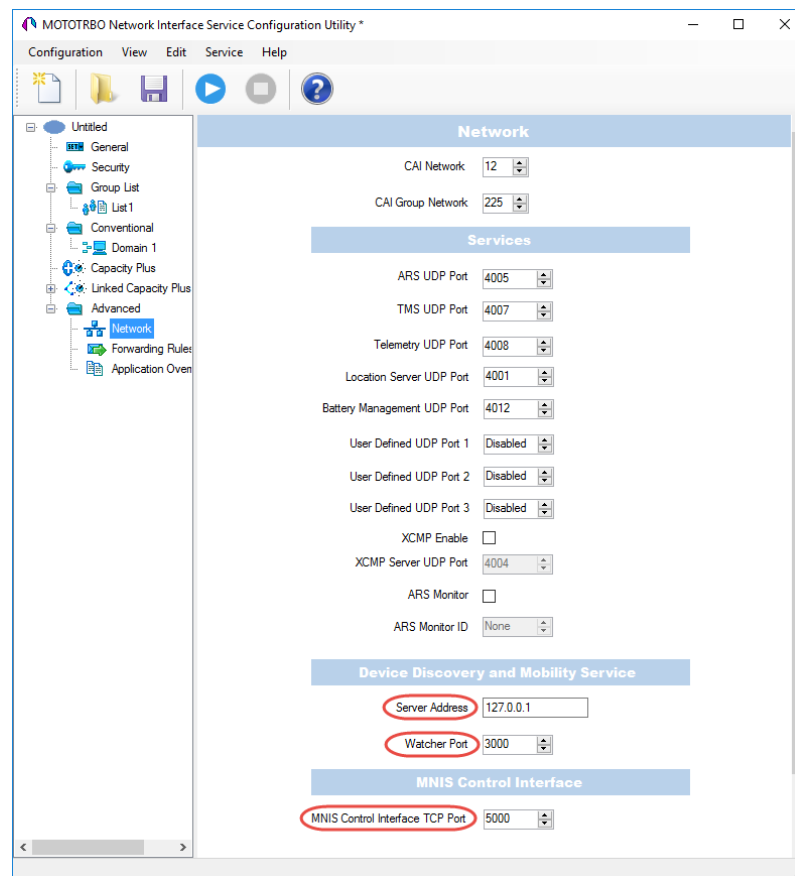 MOTOTRBO Network Interface Service Configuration Utility *
Configuration View Edit Service Help
Untitled
General
Security
Group List
List1
Conventional
Domain 1
Capacity Plus
Linked Capacity Plus
Advanced
Network
Forwarding Rules
Application Overr
Network
CAI Network 12
CAI Group Network 225
Services
ARS UDP Port 4005
TMS UDP Port 4007
Telemetry UDP Port 4008
Location Server UDP Port 4001
Battery Management UDP Port 4012
User Defined UDP Port 1 Disabled
User Defined UDP Port 2 Disabled
User Defined UDP Port 3 Disabled
XCMP Enable
XCMP Server UDP Port 4004
ARS Monitor
ARS Monitor ID None
Device Discovery and Mobility Service
Server Address 127.0.0.1
Watcher Port 3000
MNIS Control Interface
MNIS Control Interface TCP Port 5000